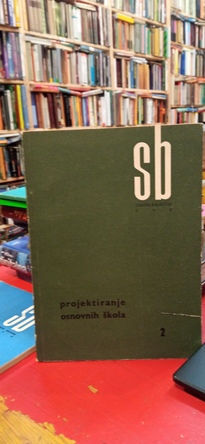 sb
projektiranje
osnovnih škola
2